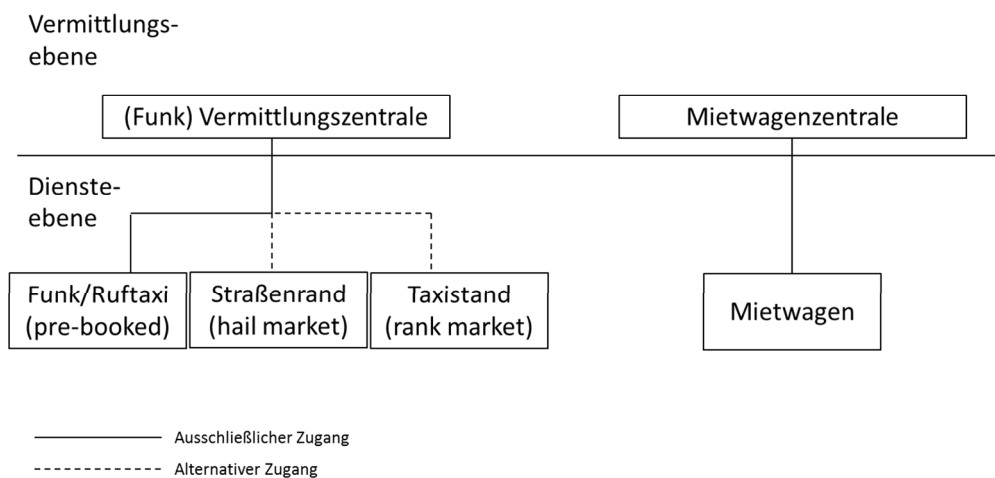 Vermittlungs-
ebene
(Funk) Vermittlungszentrale
Mietwagenzentrale
Dienste-
ebene
Funk/Ruftaxi
(pre-booked)
Straßenrand
(hail market)
Taxistand
(rank market)
Mietwagen
Ausschließlicher Zugang
Alternativer Zugang